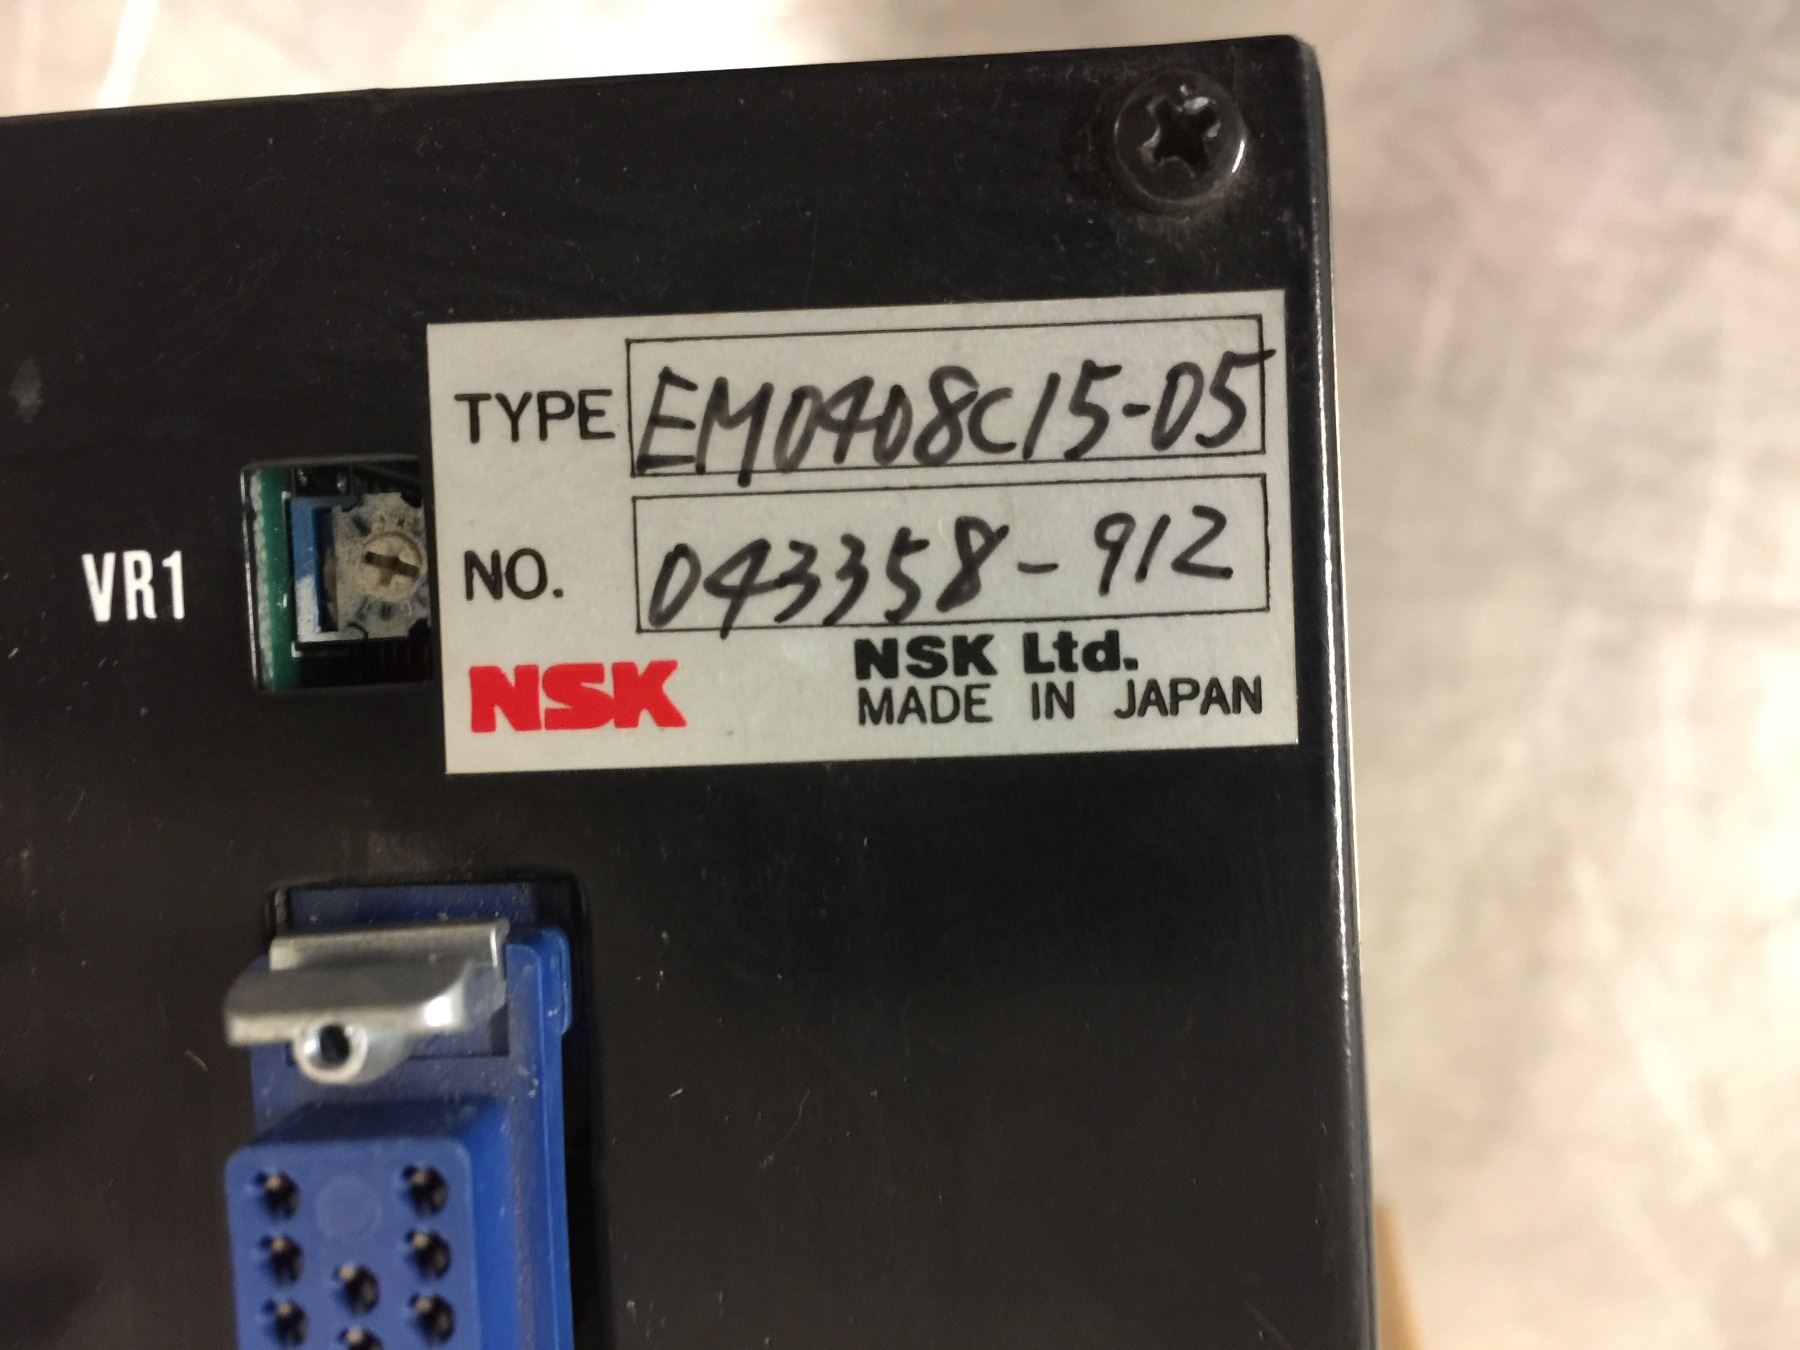 TYPE EM0408C15-05
VR1
NO. 043358-912
NSK
NSK Ltd.
MADE IN JAPAN